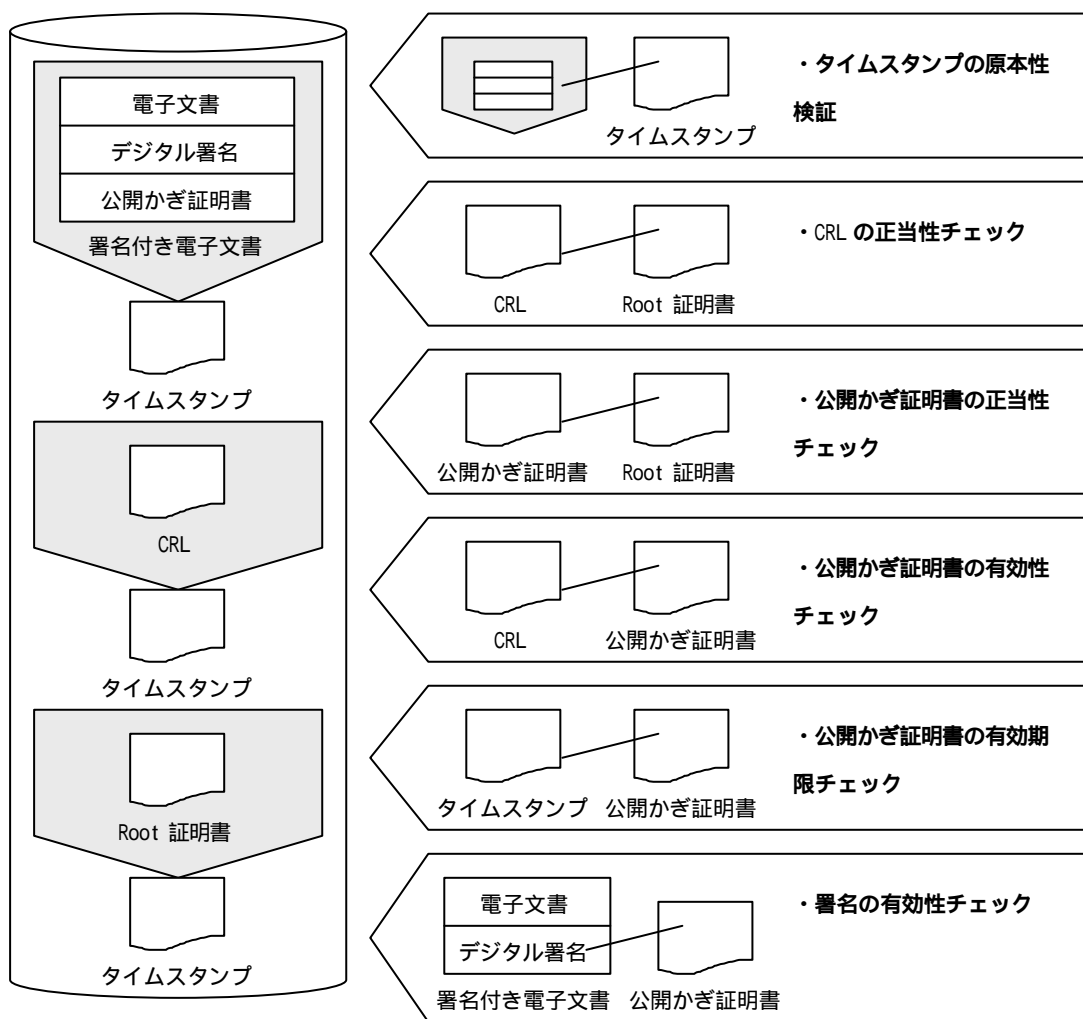 電子文書
デジタル署名
公開かぎ証明書
署名付き電子文書
タイムスタンプ
CRL
タイムスタンプ
Root 証明書
タイムスタンプ
タイムスタンプ
・タイムスタンプの原本性
検証
CRL
Root 証明書
・CRL の正当性チェック
公開かぎ証明書
Root 証明書
・公開かぎ証明書の正当性
チェック
CRL
公開かぎ証明書
・公開かぎ証明書の有効性
チェック
タイムスタンプ
公開かぎ証明書
・公開かぎ証明書の有効期
限チェック
電子文書
デジタル署名
署名付き電子文書
公開かぎ証明書
・署名の有効性チェック